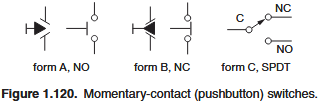 NC
C
NO
form A, NO
form B, NC
form C, SPDT
Figure 1.120. Momentary-contact (pushbutton) switches.